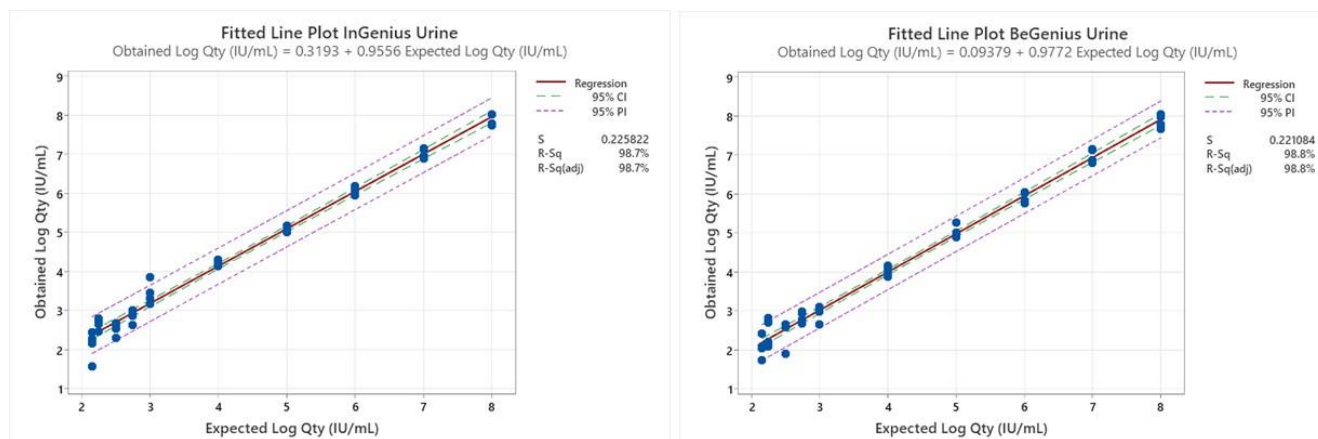 Fitted Line Plot InGenius Urine
Obtained Log Qty (IU/mL) = 0.3193 + 0.9556 Expected Log Qty (IU/mL)
Obtained Log Qty (IU/mL)
9
8
7
6
5
4
3
2
1
2 3 4 5 6 7 8
Expected Log Qty (IU/mL)
Regression
95% CI
95% PI
S 0.225822
R-Sq 98.7%
R-Sq(adj) 98.7%
Fitted Line Plot BeGenius Urine
Obtained Log Qty (IU/mL) = 0.09379 + 0.9772 Expected Log Qty (IU/mL)
Obtained Log Qty (IU/mL)
9
8
7
6
5
4
3
2
1
2 3 4 5 6 7 8
Expected Log Qty (IU/mL)
Regression
95% CI
95% PI
S 0.221084
R-Sq 98.8%
R-Sq(adj) 98.8%